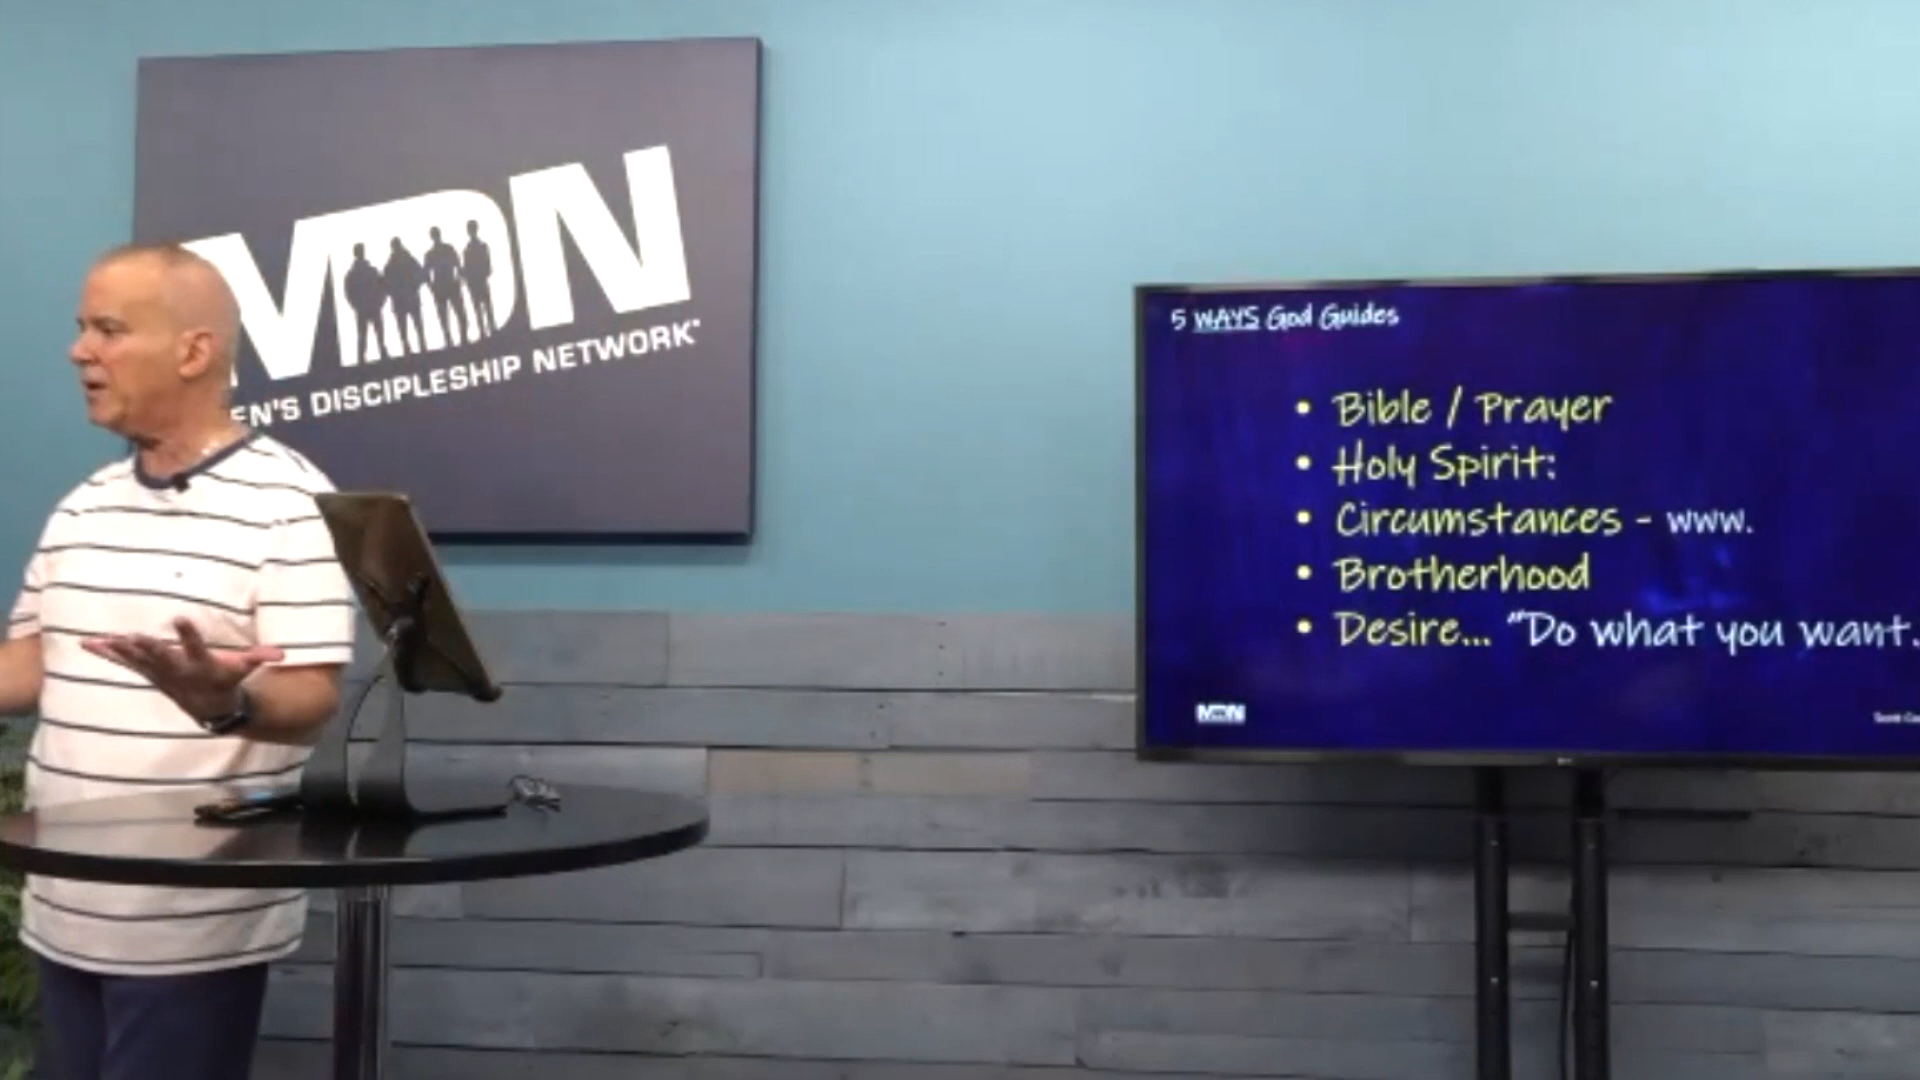 MDN
EN'S DISCIPLESHIP NETWORK
5 WAYS God Guides
• Bible / Prayer
• Holy Spirit:
• Circumstances - www.
• Brotherhood
• Desire... "Do what you want.
MDN